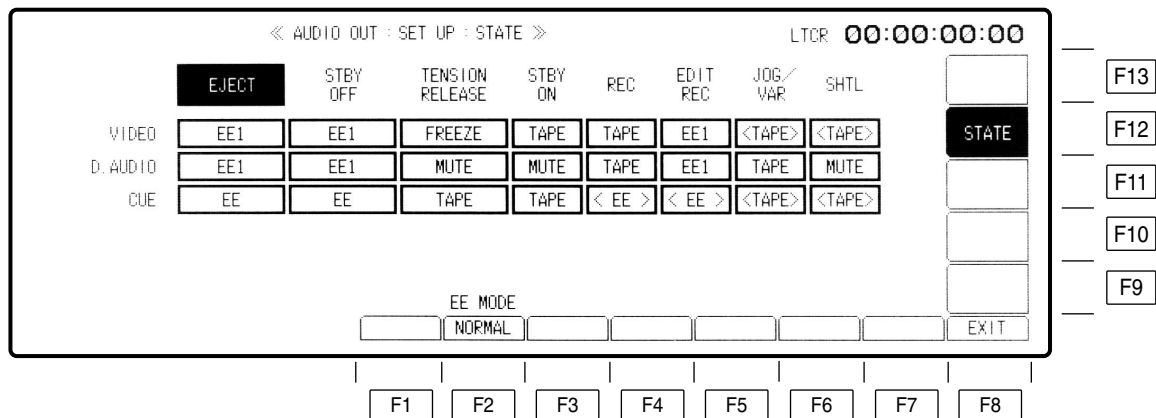 ≪ AUDIO OUT : SET UP : STATE ≫ LTCR 00:00:00:00
EJECT STBY OFF TENSION RELEASE STBY ON REC EDIT REC JOG/VAR SHTL F13
VIDEO EE1 EE1 FREEZE TAPE TAPE EE1 <TAPE> <TAPE> STATE F12
D.AUDIO EE1 EE1 MUTE MUTE TAPE EE1 TAPE MUTE F11
CUE EE EE TAPE TAPE < EE > < EE > <TAPE> <TAPE>
F10
F9
EE MODE
NORMAL EXIT
F1 F2 F3 F4 F5 F6 F7 F8